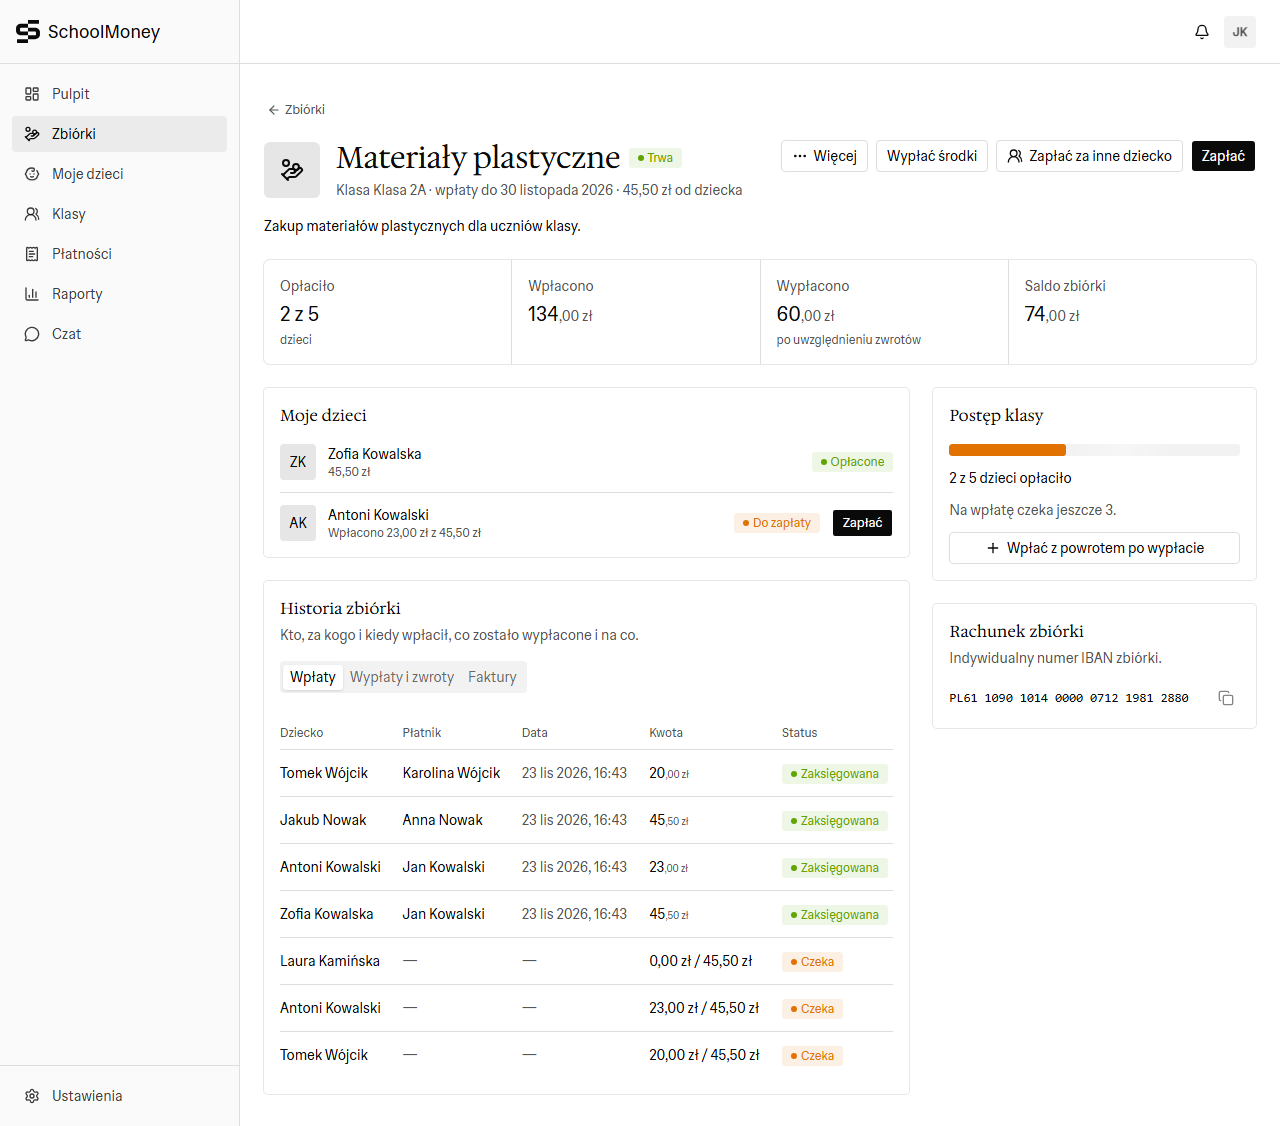 SchoolMoney
JK
Pulpit
Zbiórki
Moje dzieci
Klasy
Płatności
Raporty
Czat
Ustawienia
Zbiórki
Materiały plastyczne
Trwa
Klasa Klasa 2A · wpłaty do 30 listopada 2026 · 45,50 zł od dziecka
Więcej
Wypłać środki
Zapłać za inne dziecko
Zapłać
Zakup materiałów plastycznych dla uczniów klasy.
Opłaciło
2 z 5
dzieci
Wpłacono
134,00 zł
Wypłacono
60,00 zł
po uwzględnieniu zwrotów
Saldo zbiórki
74,00 zł
Moje dzieci
ZK
Zofia Kowalska
45,50 zł
Opłacone
AK
Antoni Kowalski
Wpłacono 23,00 zł z 45,50 zł
Do zapłaty
Zapłać
Postęp klasy
2 z 5 dzieci opłaciło
Na wpłatę czeka jeszcze 3.
Wpłać z powrotem po wypłacie
Rachunek zbiórki
Indywidualny numer IBAN zbiórki.
PL61 1090 1014 0000 0712 1981 2880
Historia zbiórki
Kto, za kogo i kiedy wpłacił, co zostało wypłacone i na co.
Wpłaty Wypłaty i zwroty Faktury
Dziecko Płatnik Data Kwota Status
Tomek Wójcik Karolina Wójcik 23 lis 2026, 16:43 20,00 zł Zaksięgowana
Jakub Nowak Anna Nowak 23 lis 2026, 16:43 45,50 zł Zaksięgowana
Antoni Kowalski Jan Kowalski 23 lis 2026, 16:43 23,00 zł Zaksięgowana
Zofia Kowalska Jan Kowalski 23 lis 2026, 16:43 45,50 zł Zaksięgowana
Laura Kamińska — — 0,00 zł / 45,50 zł Czeka
Antoni Kowalski — — 23,00 zł / 45,50 zł Czeka
Tomek Wójcik — — 20,00 zł / 45,50 zł Czeka